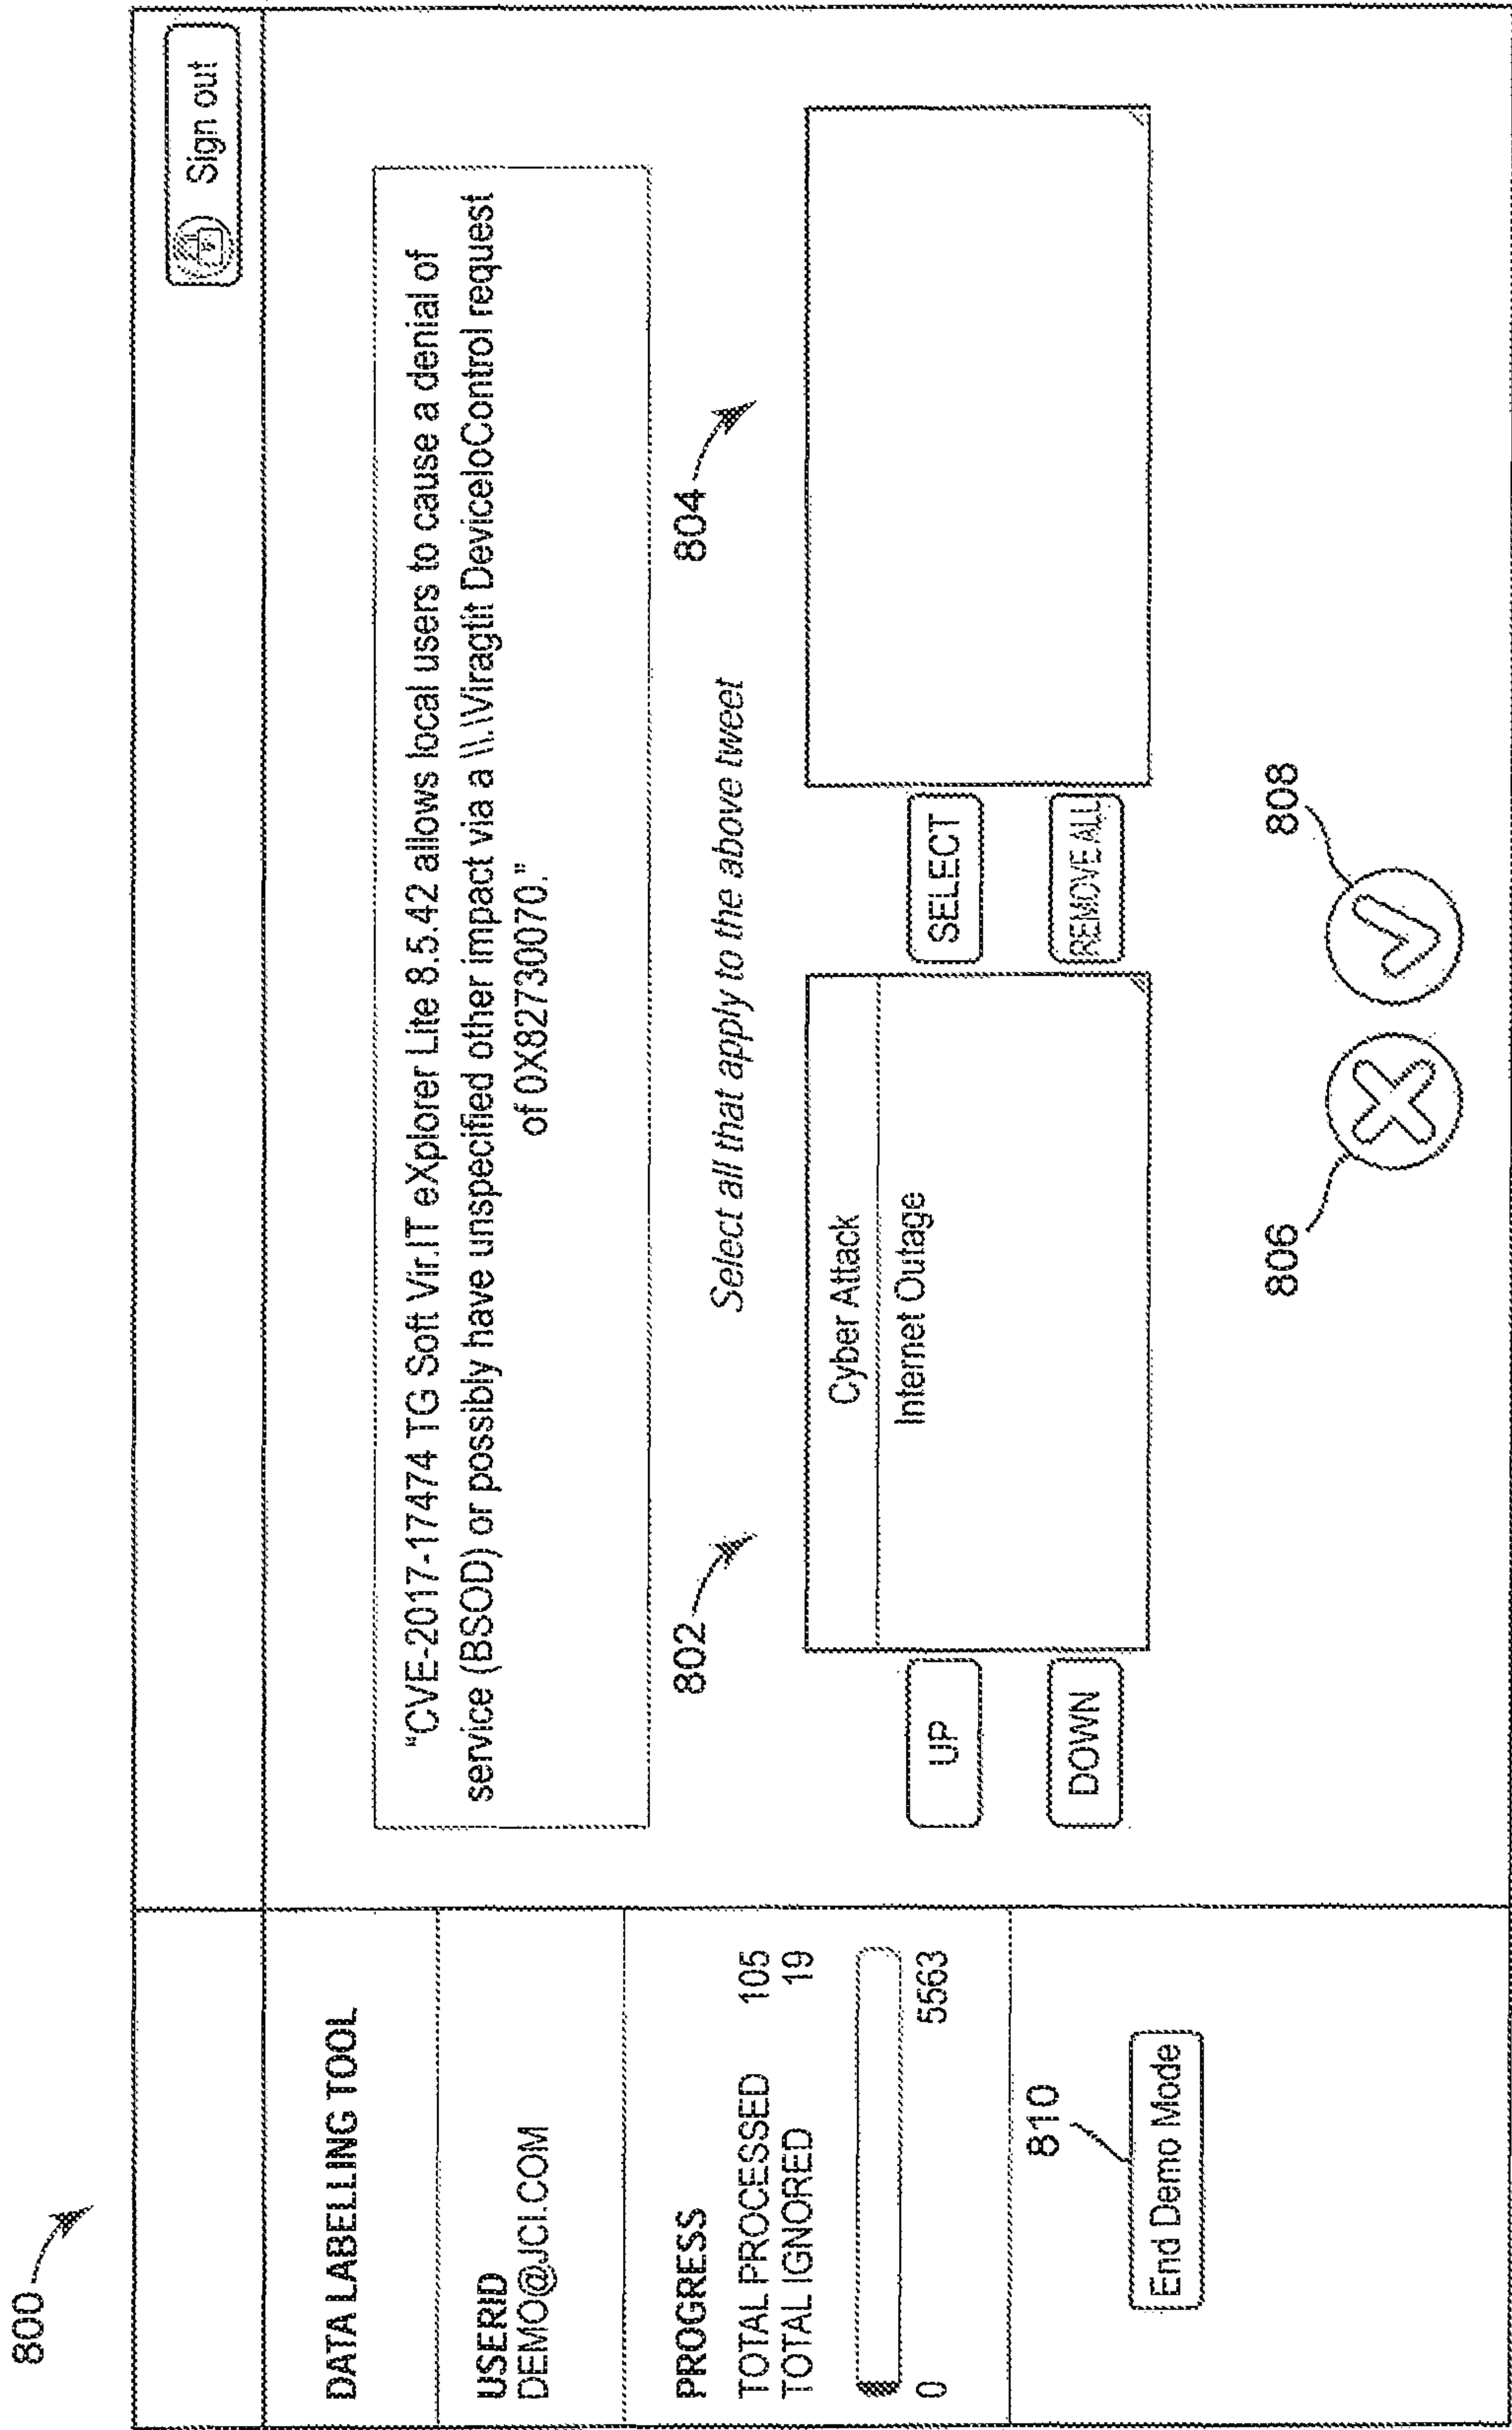 800
Sign out
DATA LABELLING TOOL
USERID
DEMO@JCI.COM
PROGRESS
TOTAL PROCESSED 105
TOTAL IGNORED 19
0 5563
810
End Demo Mode
"CVE-2017-17474 TG Soft Vir.IT eXplorer Lite 8.5.42 allows local users to cause a denial of
service (BSOD) or possibly have unspecified other impact via a \\.\Viragtlt DeviceIoControl request
of 0X82730070."
802
804
Select all that apply to the above tweet
UP
DOWN
Cyber Attack
Internet Outage
SELECT
REMOVE ALL
806
808